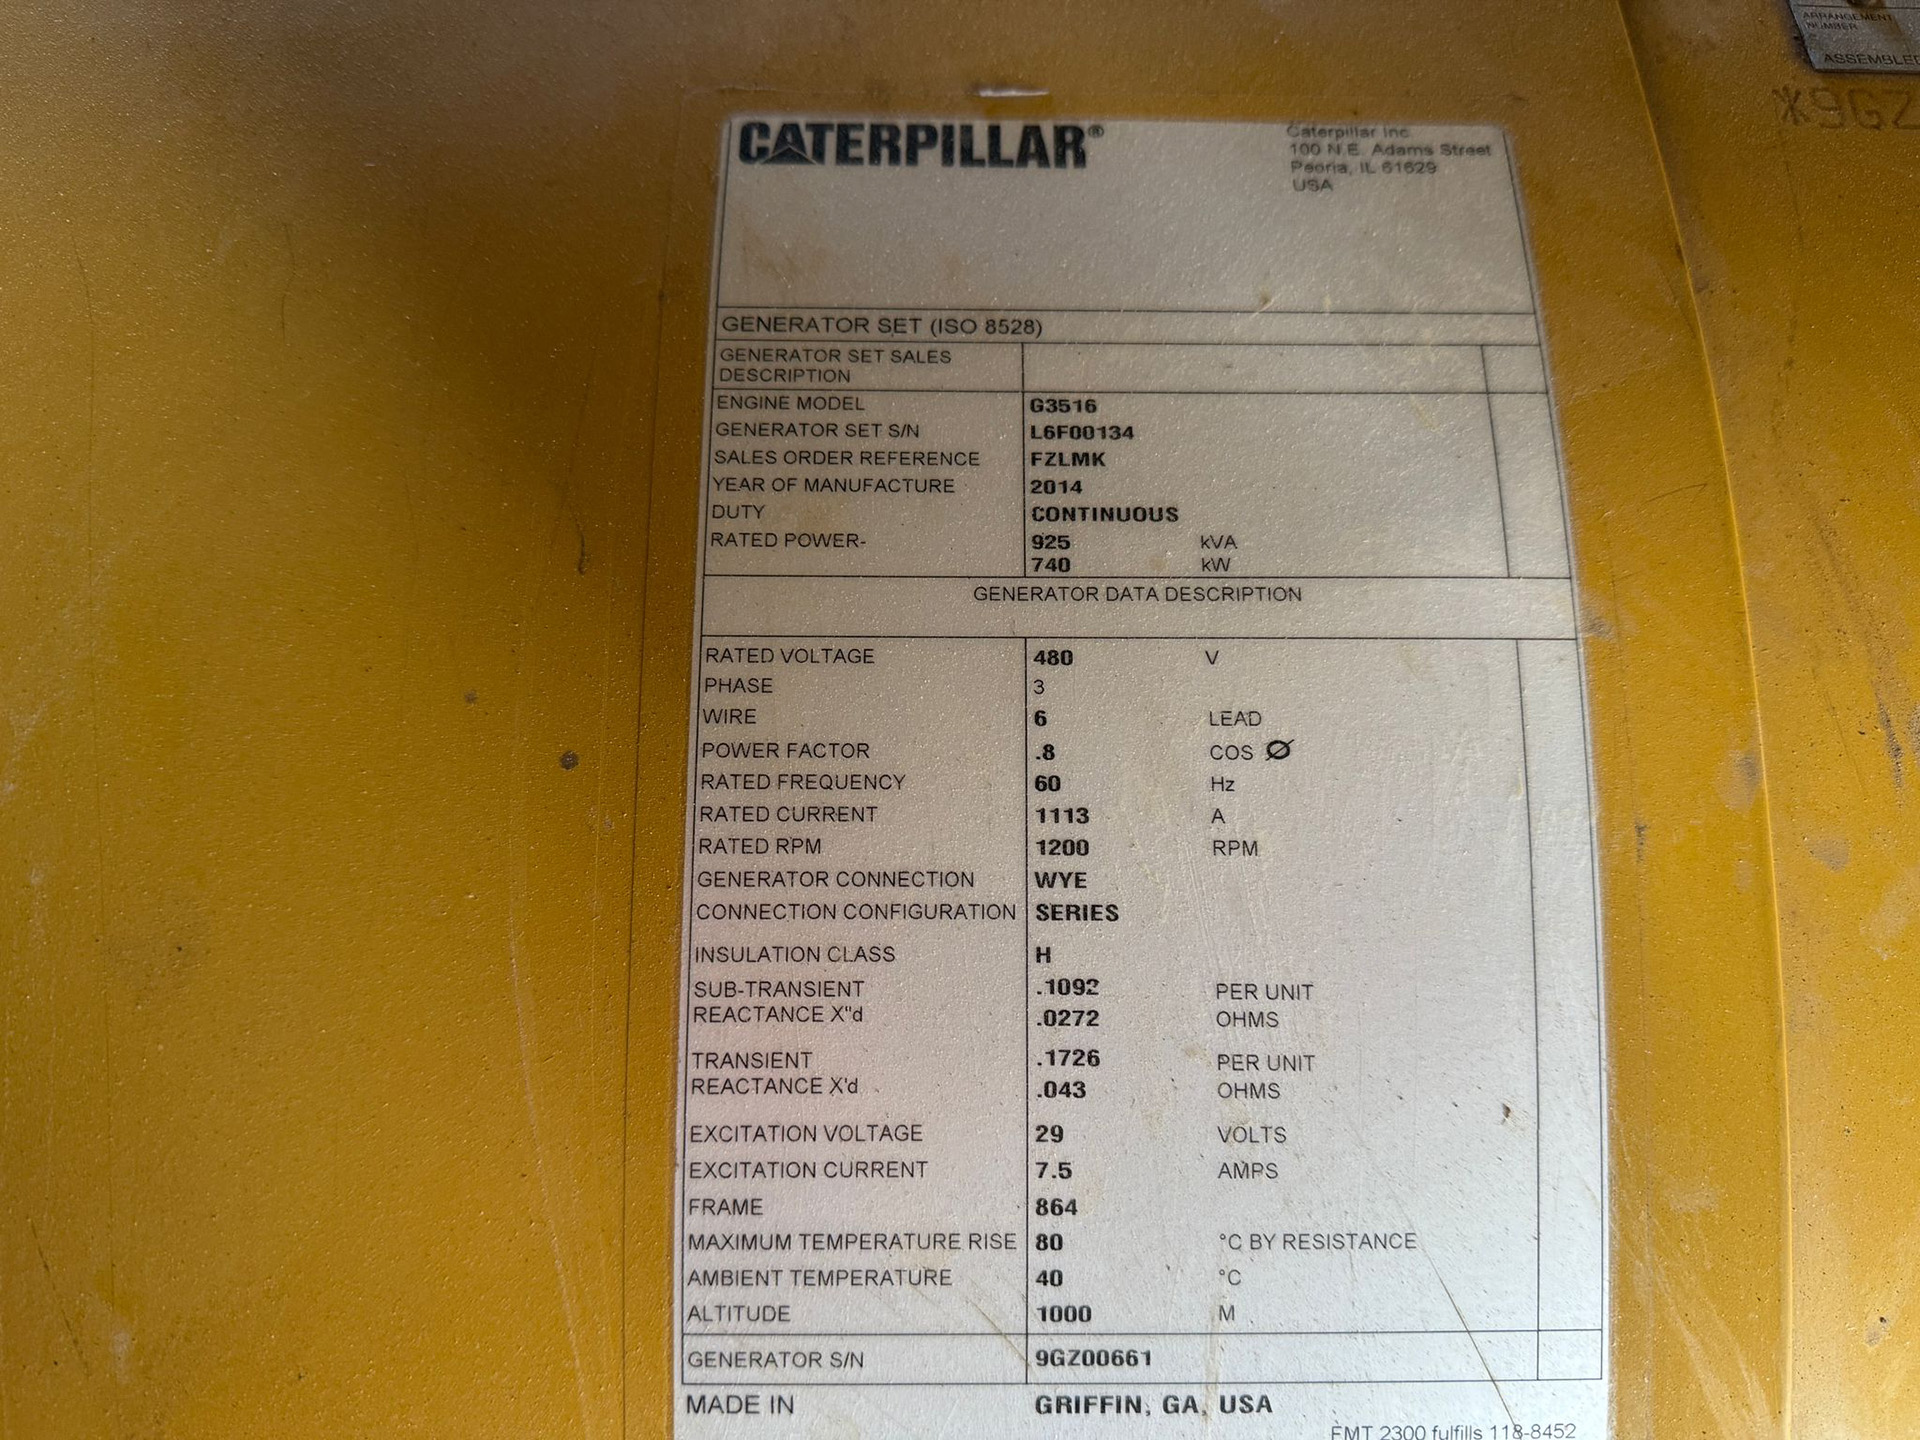 CATERPILLAR®
Caterpillar Inc.
100 N.E. Adams Street
Peoria, IL 61629
USA
GENERATOR SET (ISO 8528)
GENERATOR SET SALES
DESCRIPTION
ENGINE MODEL G3516
GENERATOR SET S/N L6F00134
SALES ORDER REFERENCE FZLMK
YEAR OF MANUFACTURE 2014
DUTY CONTINUOUS
RATED POWER- 925 kVA
740 kW
GENERATOR DATA DESCRIPTION
RATED VOLTAGE 480 V
PHASE 3
WIRE 6 LEAD
POWER FACTOR .8 COS Ø
RATED FREQUENCY 60 Hz
RATED CURRENT 1113 A
RATED RPM 1200 RPM
GENERATOR CONNECTION WYE
CONNECTION CONFIGURATION SERIES
INSULATION CLASS H
SUB-TRANSIENT .1092 PER UNIT
REACTANCE X"d .0272 OHMS
TRANSIENT .1726 PER UNIT
REACTANCE X'd .043 OHMS
EXCITATION VOLTAGE 29 VOLTS
EXCITATION CURRENT 7.5 AMPS
FRAME 864
MAXIMUM TEMPERATURE RISE 80 °C BY RESISTANCE
AMBIENT TEMPERATURE 40 °C
ALTITUDE 1000 M
GENERATOR S/N 9GZ00661
MADE IN GRIFFIN, GA, USA
FMT 2300 fulfills 118-8452
ARRANGEMENT
NUMBER
ASSEMBLED
*9GZ